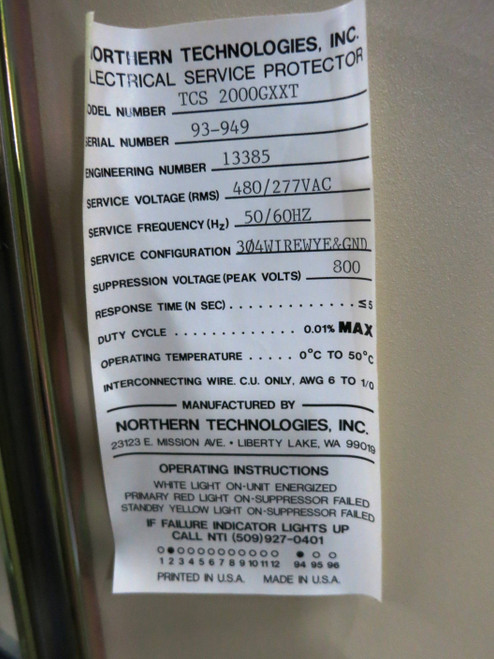 NORTHERN TECHNOLOGIES, INC.
ELECTRICAL SERVICE PROTECTOR
MODEL NUMBER TCS 2000GXXT
SERIAL NUMBER 93-949
ENGINEERING NUMBER 13385
SERVICE VOLTAGE (RMS) 480/277VAC
SERVICE FREQUENCY (Hz) 50/60HZ
SERVICE CONFIGURATION 3Ø4WIREWYE&GND
SUPPRESSION VOLTAGE (PEAK VOLTS) 800
RESPONSE TIME (N SEC) . . . . . . . . . . . . . ≤ 5
DUTY CYCLE . . . . . . . . . . . . 0.01% MAX
OPERATING TEMPERATURE . . . . . 0°C TO 50°C
INTERCONNECTING WIRE. C.U. ONLY, AWG 6 TO 1/0
MANUFACTURED BY
NORTHERN TECHNOLOGIES, INC.
23123 E. MISSION AVE. • LIBERTY LAKE, WA 99019
OPERATING INSTRUCTIONS
WHITE LIGHT ON-UNIT ENERGIZED
PRIMARY RED LIGHT ON-SUPPRESSOR FAILED
STANDBY YELLOW LIGHT ON-SUPPRESSOR FAILED
IF FAILURE INDICATOR LIGHTS UP
CALL NTI (509)927-0401
1 2 3 4 5 6 7 8 9 10 11 12 94 95 96
PRINTED IN U.S.A. MADE IN U.S.A.